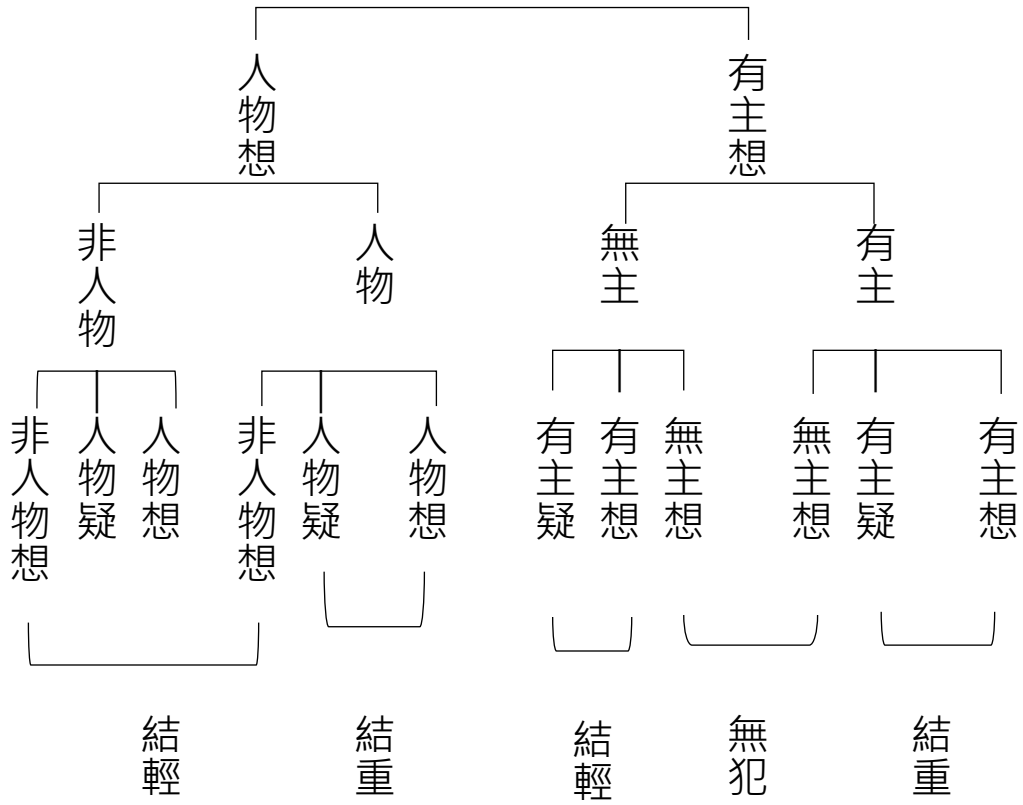 有主想
人物想
有主
無主
人物
非人物
有主想
有主疑
無主想
無主想
有主想
有主疑
人物想
人物疑
非人物想
人物想
人物疑
非人物想
結重
無犯
結輕
結重
結輕